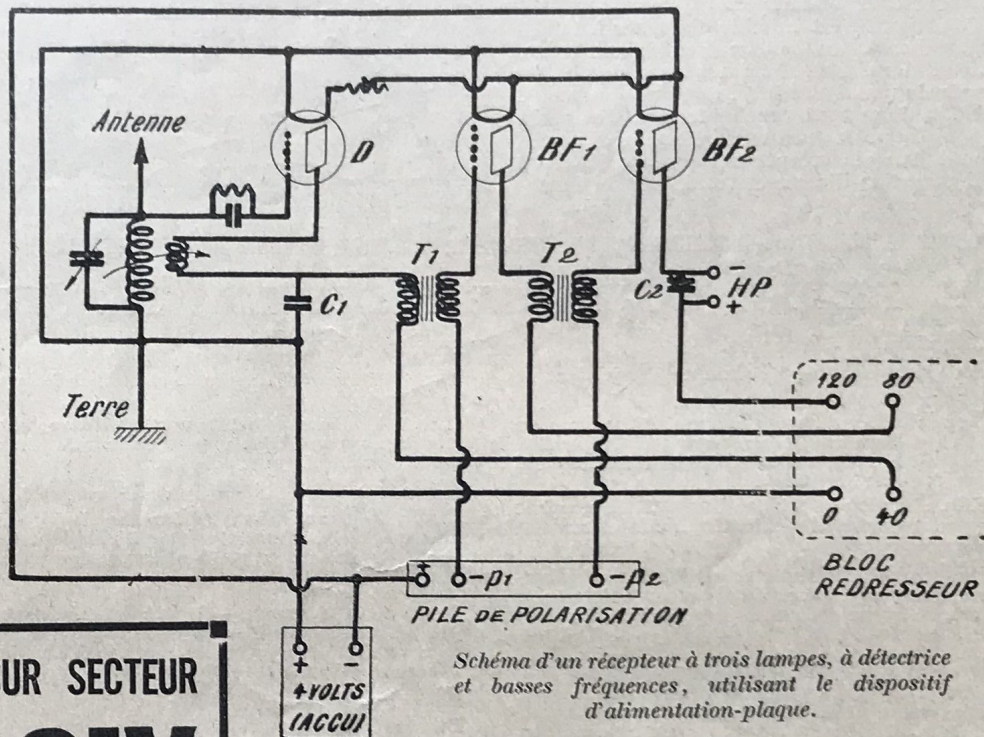 Antenne
D
BF1
BF2
T1
T2
C1
C2
-
HP
+
Terre
120 80
0 40
BLOC
REDRESSEUR
+ -p1 -p2
PILE DE POLARISATION
+ -
4 VOLTS
(ACCU)
Schéma d'un récepteur à trois lampes, à détectrice
et basses fréquences, utilisant le dispositif
d'alimentation-plaque.
UR SECTEUR